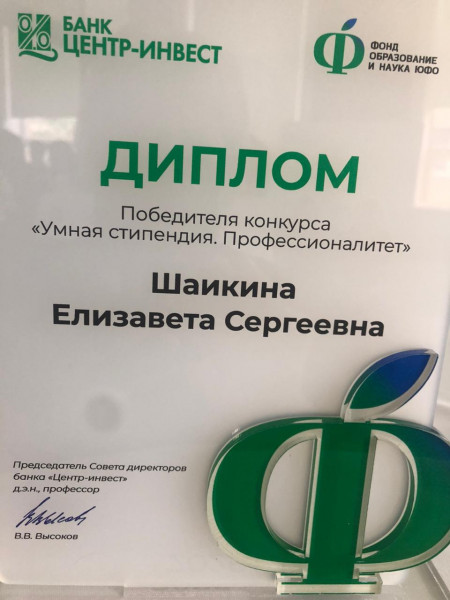 БАНК
ЦЕНТР-ИНВЕСТ
ФОНД
ОБРАЗОВАНИЕ
И НАУКА ЮФО
ДИПЛОМ
Победителя конкурса
«Умная стипендия. Профессионалитет»
Шаикина
Елизавета Сергеевна
Председатель Совета директоров
банка «Центр-инвест»
д.э.н., профессор
В.В. Высоков